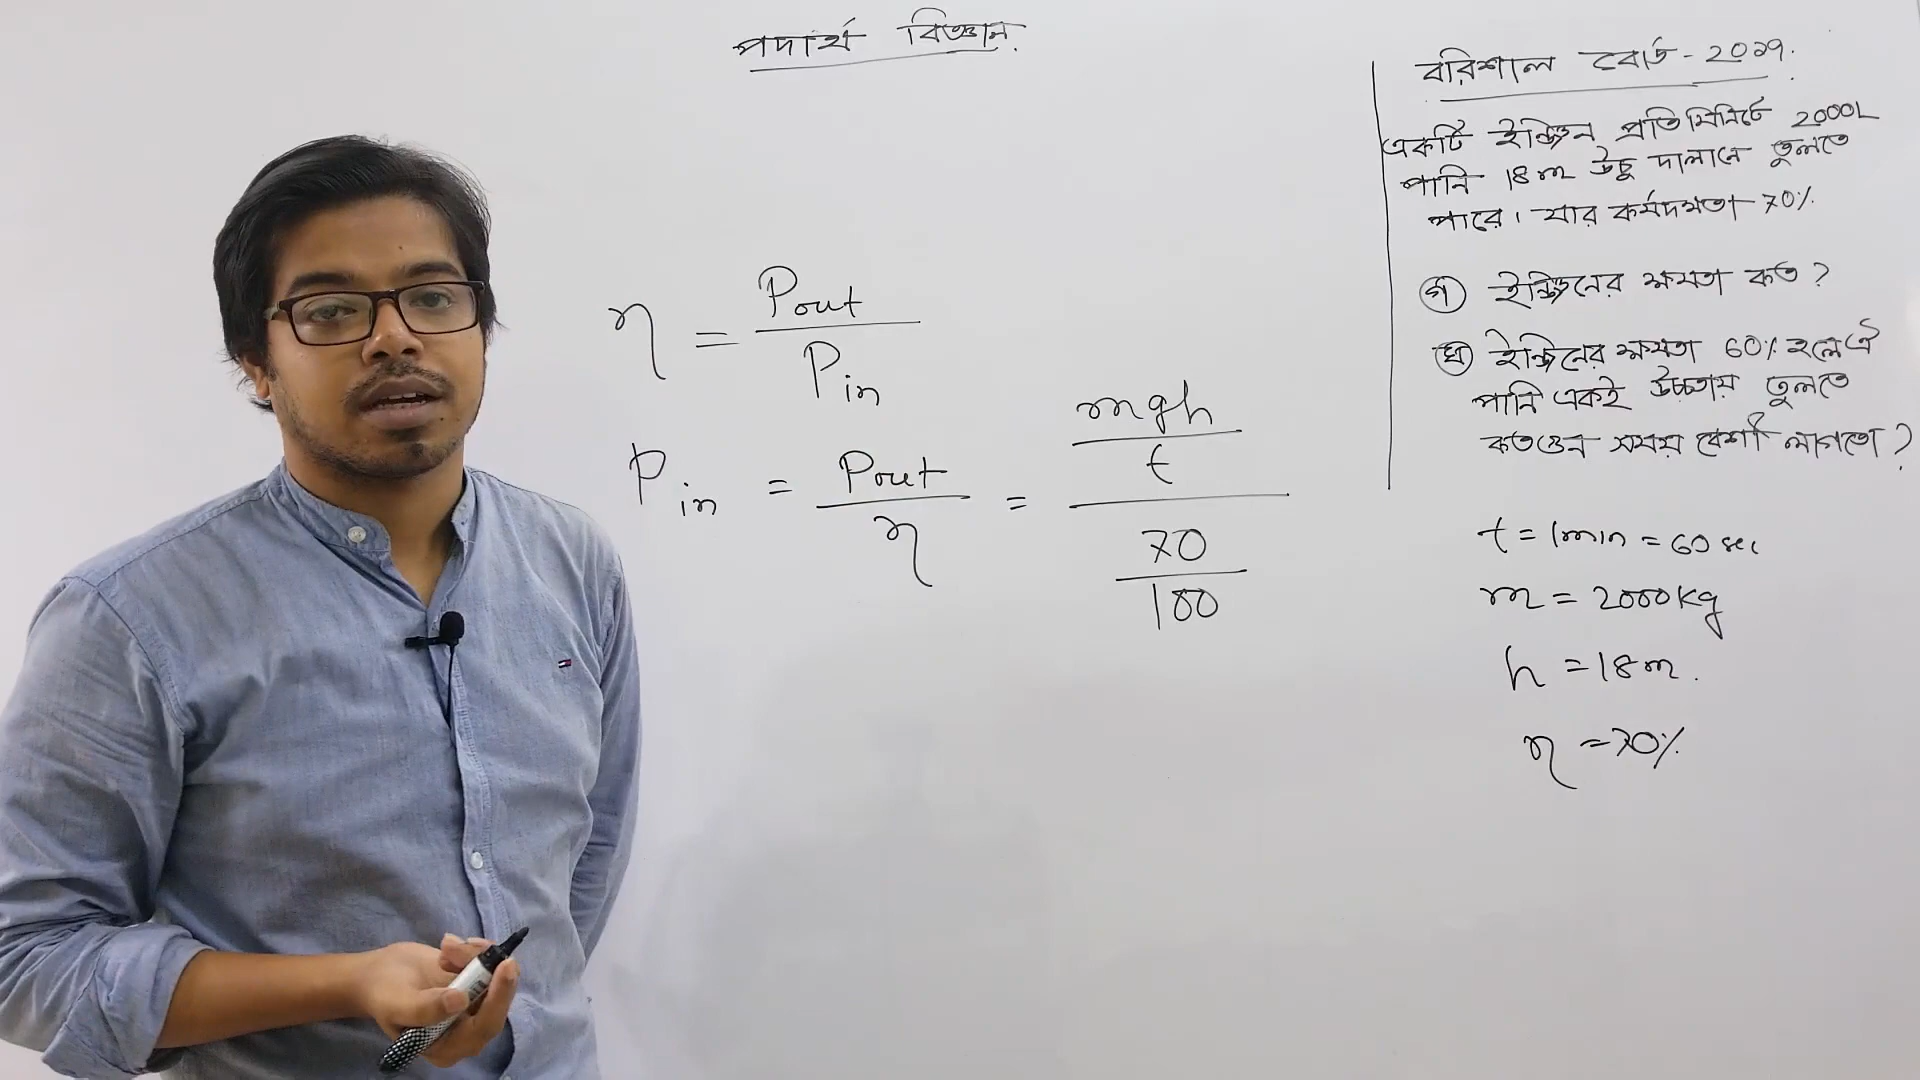 পদার্থ বিজ্ঞান
η = Pout / Pin
Pin = Pout / η = (mgh / t) / (70 / 100)
বরিশাল বোর্ড - ২০১৭.
একটি ইঞ্জিন প্রতি মিনিটে 2000L
পানি 18m উঁচু দালানে তুলতে
পারে। যার কর্মদক্ষতা 70%
গ ইঞ্জিনের ক্ষমতা কত?
ঘ ইঞ্জিনের ক্ষমতা 60% হলে ঐ
পানি একই উচ্চতায় তুলতে
কতগুন সময় বেশী লাগতো?
t = 1min = 60 sec
m = 2000kg
h = 18m.
η = 70%